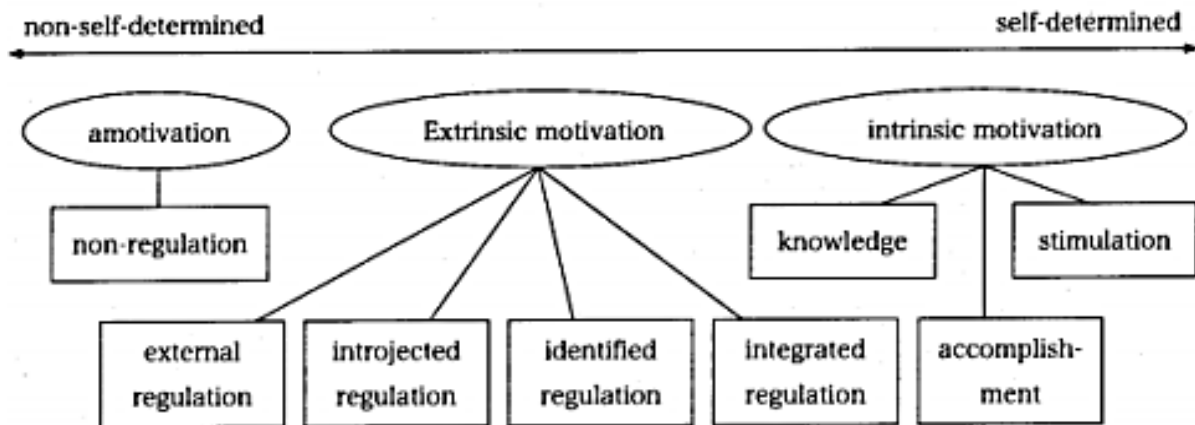 non-self-determined
self-determined
amotivation
Extrinsic motivation
intrinsic motivation
non-regulation
knowledge
stimulation
external
regulation
introjected
regulation
identified
regulation
integrated
regulation
accomplish-
ment